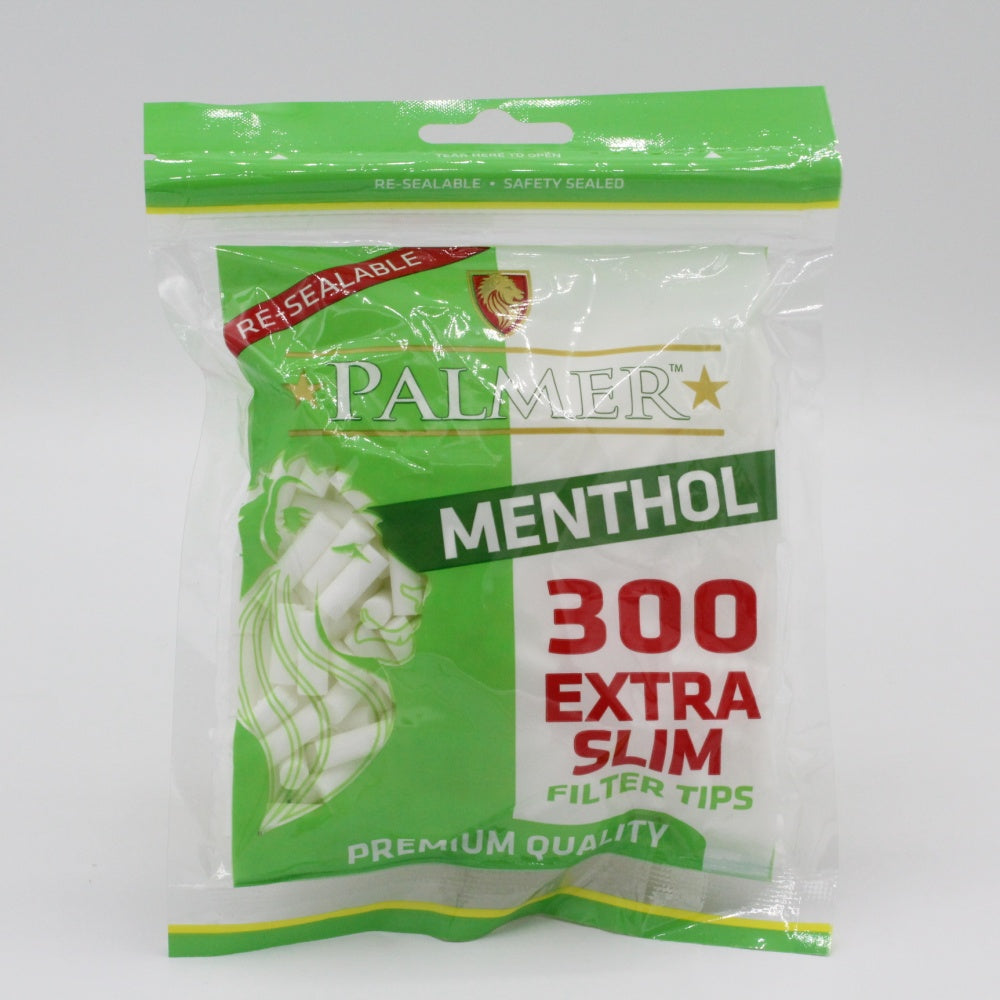 TEAR HERE TO OPEN
RE-SEALABLE • SAFETY SEALED
RE-SEALABLE
PALMER™
MENTHOL
300
EXTRA
SLIM
FILTER TIPS
PREMIUM QUALITY